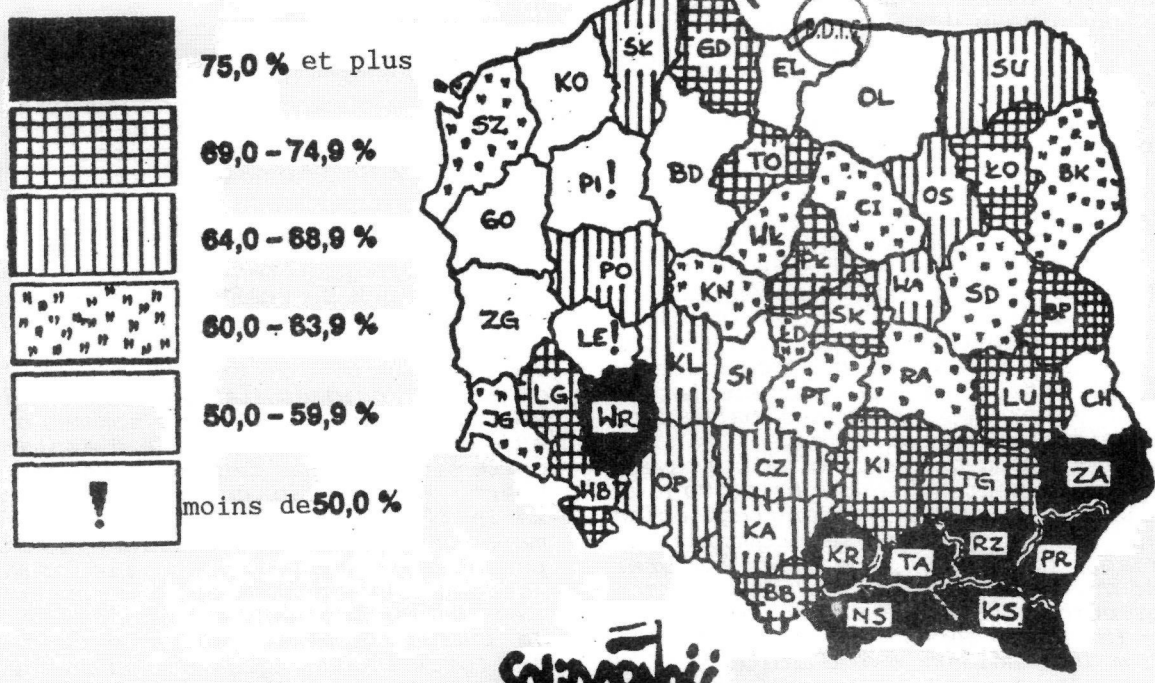 75,0 % et plus
69,0 – 74,9 %
64,0 – 68,9 %
60,0 – 63,9 %
50,0 – 59,9 %
!
moins de 50,0 %
SŁ GD B.D.I.C
KO EL OL SU
SZ
PI! BD TO CI OS ŁO BK
GO
WŁ
PŁ
PO KN WA SD BP
ZG LE! SK
ŁD
KL SI PT RA
JG LG WR LU CH
WB OP CZ KI TG ZA
KA KR TA RZ PR
BB NS KS
Solidarność